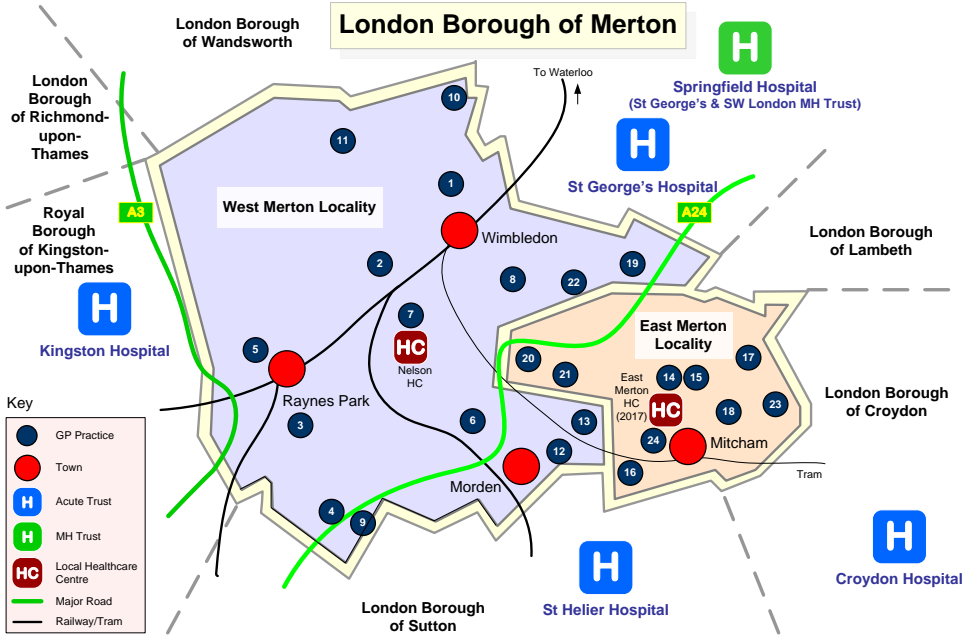 London Borough of Merton
London Borough
of Wandsworth
H
Springfield Hospital
(St George's & SW London MH Trust)
To Waterloo
London
Borough
of Richmond-
upon-
Thames
10
11
H
St George's Hospital
1
West Merton Locality
A3
A24
Royal
Borough
of Kingston-
upon-Thames
Wimbledon
London Borough
of Lambeth
2
8
22
19
H
Kingston Hospital
7
HC
Nelson
HC
East Merton
Locality
5
20
21
17
14
15
East
Merton
HC
(2017)
HC
18
23
London Borough
of Croydon
Raynes Park
3
6
13
24
Mitcham
12
16
Tram
Morden
4
9
Key
GP Practice
Town
H
Acute Trust
H
MH Trust
HC
Local Healthcare
Centre
Major Road
Railway/Tram
H
St Helier Hospital
H
Croydon Hospital
London Borough
of Sutton